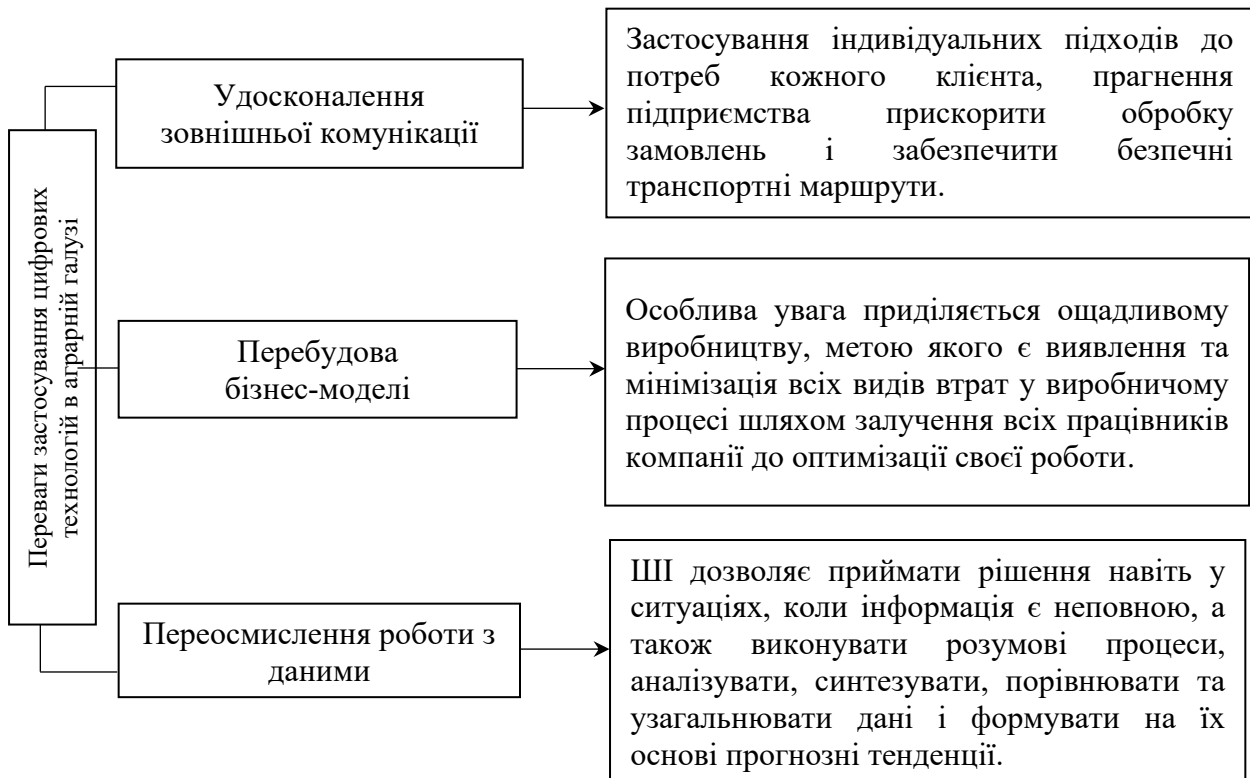 Переваги застосування цифрових
технологій в аграрній галузі
Удосконалення
зовнішньої комунікації
Застосування індивідуальних підходів до
потреб кожного клієнта, прагнення
підприємства прискорити обробку
замовлень і забезпечити безпечні
транспортні маршрути.
Перебудова
бізнес-моделі
Особлива увага приділяється ощадливому
виробництву, метою якого є виявлення та
мінімізація всіх видів втрат у виробничому
процесі шляхом залучення всіх працівників
компанії до оптимізації своєї роботи.
Переосмислення роботи з
даними
ШІ дозволяє приймати рішення навіть у
ситуаціях, коли інформація є неповною, а
також виконувати розумові процеси,
аналізувати, синтезувати, порівнювати та
узагальнювати дані і формувати на їх
основі прогнозні тенденції.